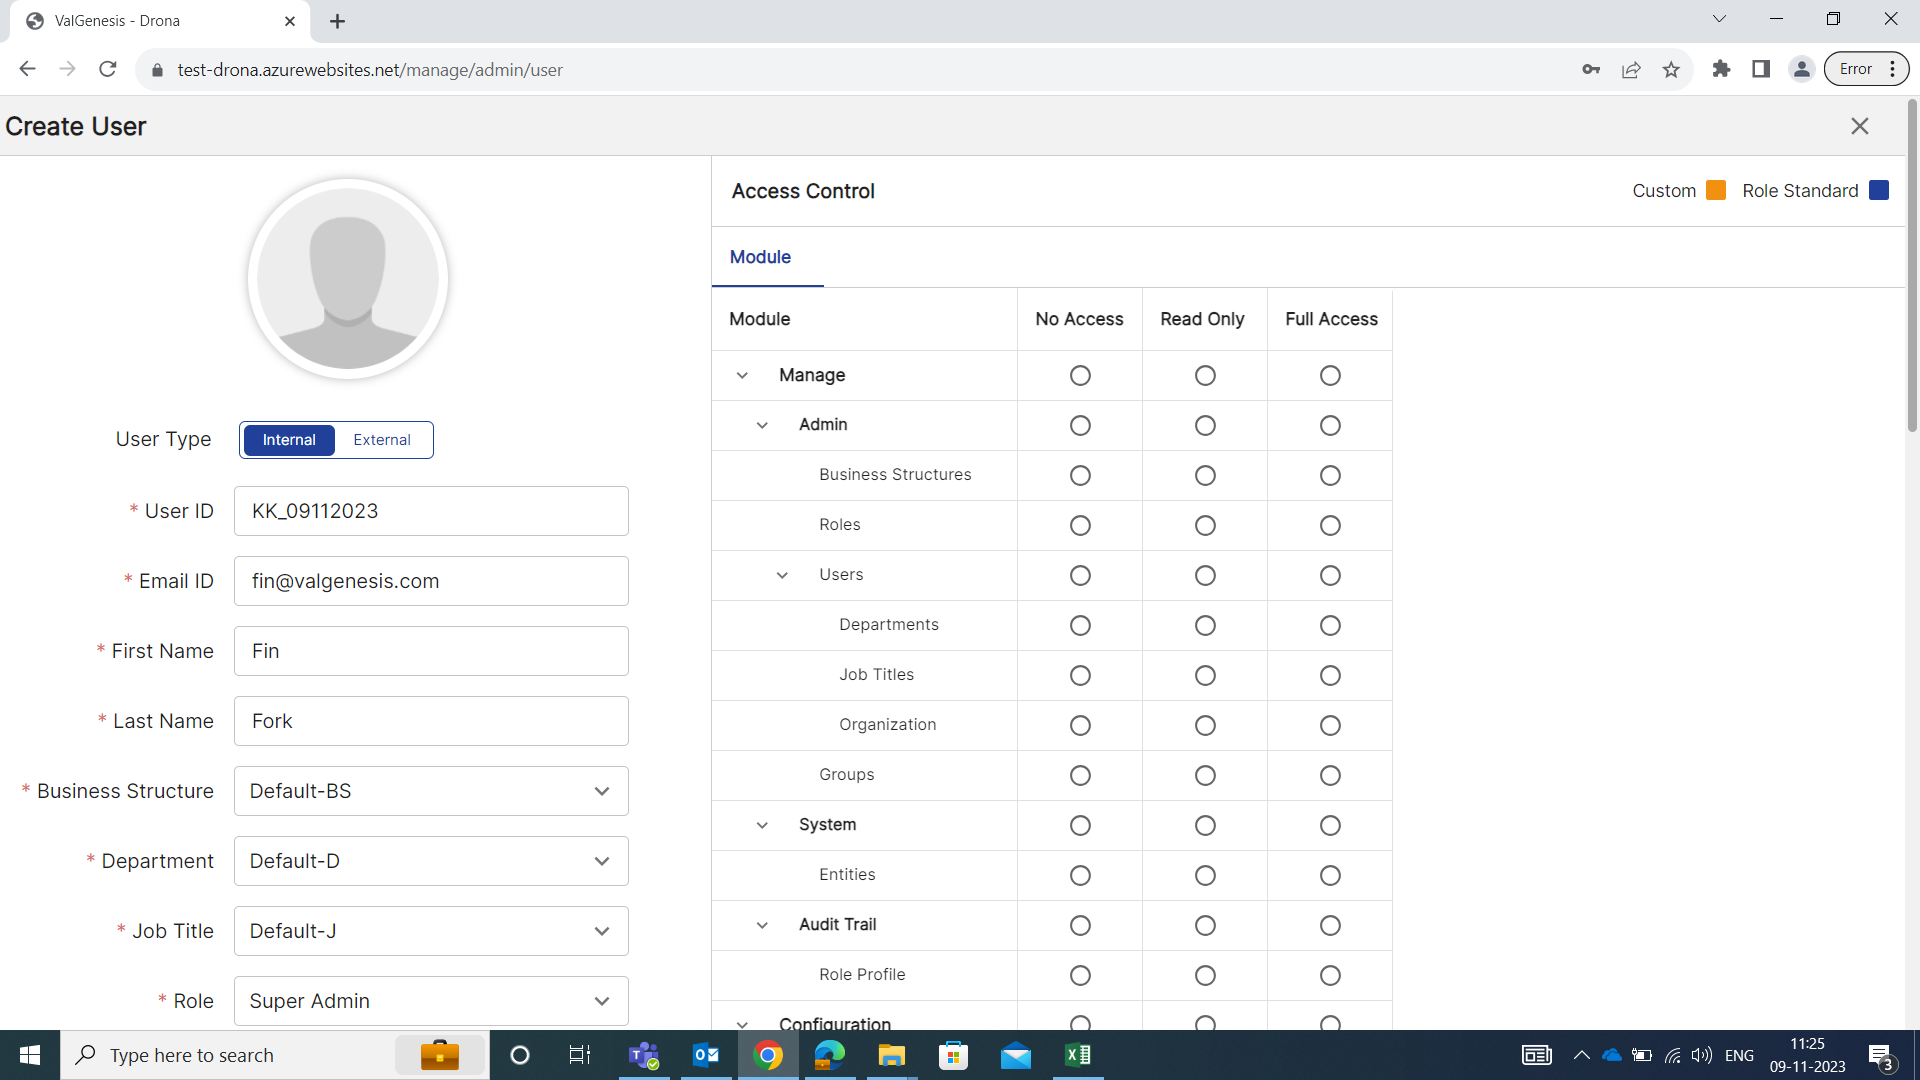 ValGenesis - Drona
test-drona.azurewebsites.net/manage/admin/user
Error
Create User
Access Control
Custom
Role Standard
Module
Module No Access Read Only Full Access
Manage
Admin
Business Structures
Roles
Users
Departments
Job Titles
Organization
Groups
System
Entities
Audit Trail
Role Profile
Configuration
User Type Internal External
* User ID KK_09112023
* Email ID fin@valgenesis.com
* First Name Fin
* Last Name Fork
* Business Structure Default-BS
* Department Default-D
* Job Title Default-J
* Role Super Admin
Type here to search
ENG
11:25
09-11-2023
3